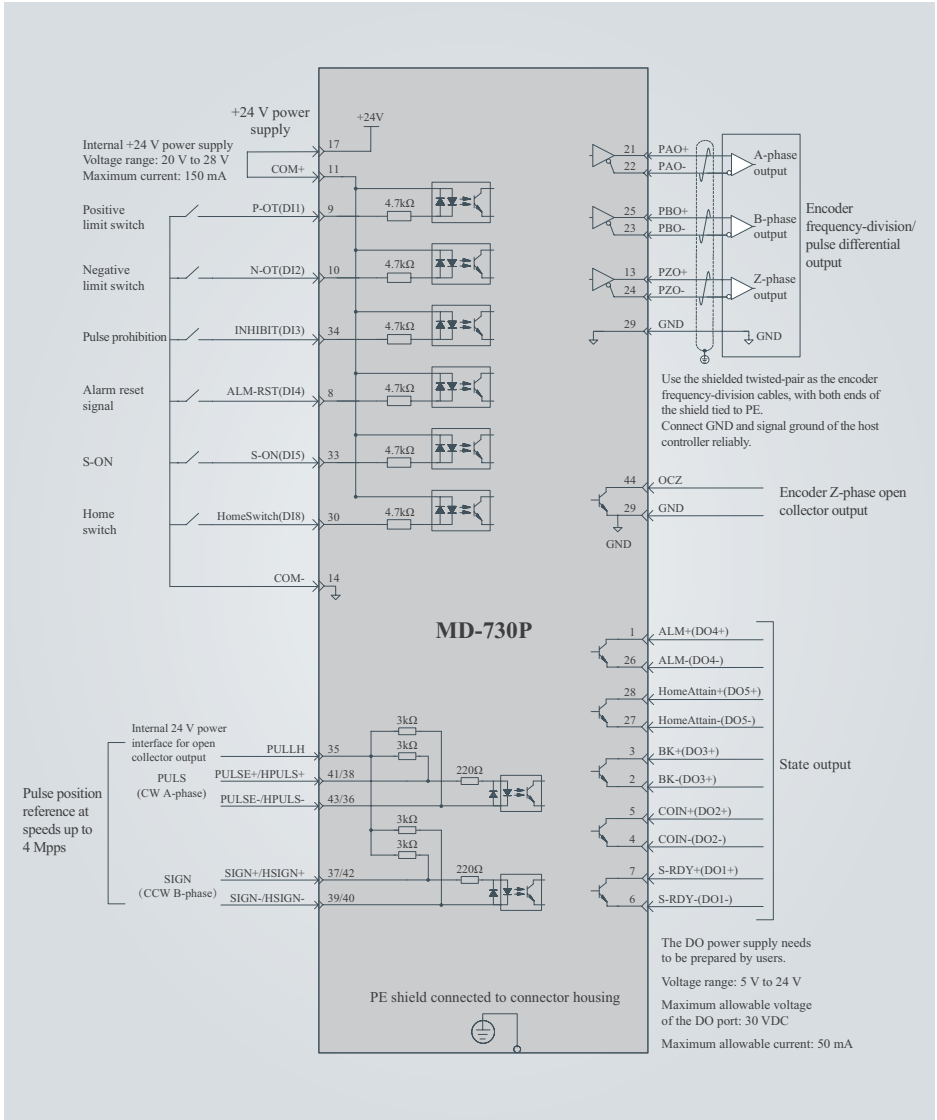 +24 V power
supply
+24V
Internal +24 V power supply
Voltage range: 20 V to 28 V
Maximum current: 150 mA
17
COM+
11
Positive
limit switch
P-OT(DI1)
9
4.7kΩ
Negative
limit switch
N-OT(DI2)
10
4.7kΩ
Pulse prohibition
INHIBIT(DI3)
34
4.7kΩ
Alarm reset
signal
ALM-RST(DI4)
8
4.7kΩ
S-ON
S-ON(DI5)
33
4.7kΩ
Home
switch
HomeSwitch(DI8)
30
4.7kΩ
COM-
14
MD-730P
Internal 24 V power
interface for open
collector output
PULLH
35
3kΩ
3kΩ
Pulse position
reference at
speeds up to
4 Mpps
PULS
(CW A-phase)
PULSE+/HPULS+
41/38
220Ω
PULSE-/HPULS-
43/36
3kΩ
3kΩ
SIGN
(CCW B-phase)
SIGN+/HSIGN+
37/42
220Ω
SIGN-/HSIGN-
39/40
PE shield connected to connector housing
21
PAO+
22
PAO-
A-phase
output
25
PBO+
23
PBO-
B-phase
output
13
PZO+
24
PZO-
Z-phase
output
29
GND
GND
Encoder
frequency-division/
pulse differential
output
Use the shielded twisted-pair as the encoder
frequency-division cables, with both ends of
the shield tied to PE.
Connect GND and signal ground of the host
controller reliably.
44
OCZ
29
GND
GND
Encoder Z-phase open
collector output
1
ALM+(DO4+)
26
ALM-(DO4-)
28
HomeAttain+(DO5+)
27
HomeAttain-(DO5-)
3
BK+(DO3+)
2
BK-(DO3+)
5
COIN+(DO2+)
4
COIN-(DO2-)
7
S-RDY+(DO1+)
6
S-RDY-(DO1-)
State output
The DO power supply needs
to be prepared by users.
Voltage range: 5 V to 24 V
Maximum allowable voltage
of the DO port: 30 VDC
Maximum allowable current: 50 mA